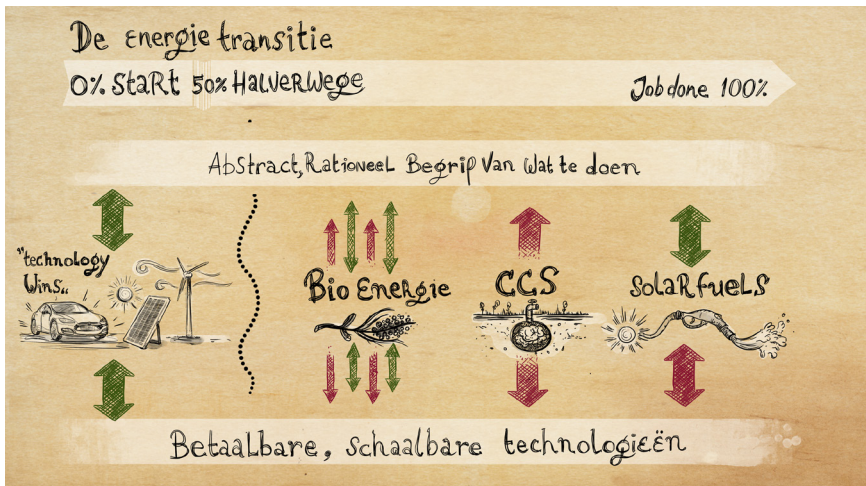 De energie transitie
0% Start 50% Halverwege
Job done 100%
Abstract, Rationeel Begrip Van Wat te doen
"technology
Wins"
Bio Energie
CCS
Solar Fuels
Betaalbare, schaalbare technologieën